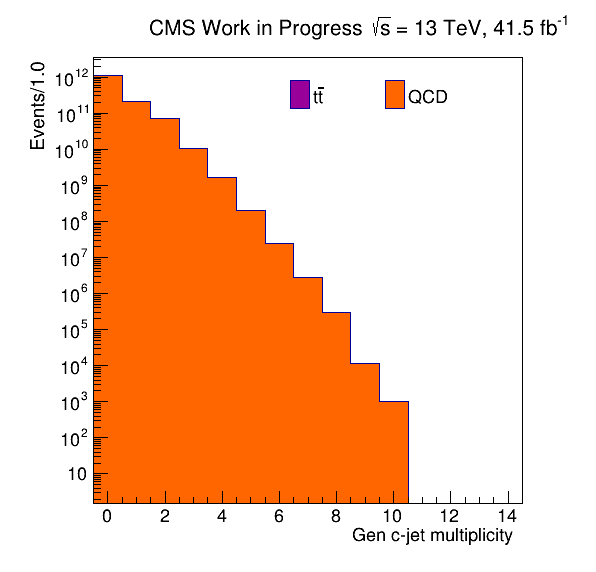 CMS Work in Progress √s = 13 TeV, 41.5 fb⁻¹
Events/1.0
tt̄
QCD
10¹²
10¹¹
10¹⁰
10⁹
10⁸
10⁷
10⁶
10⁵
10⁴
10³
10²
10
0 2 4 6 8 10 12 14
Gen c-jet multiplicity